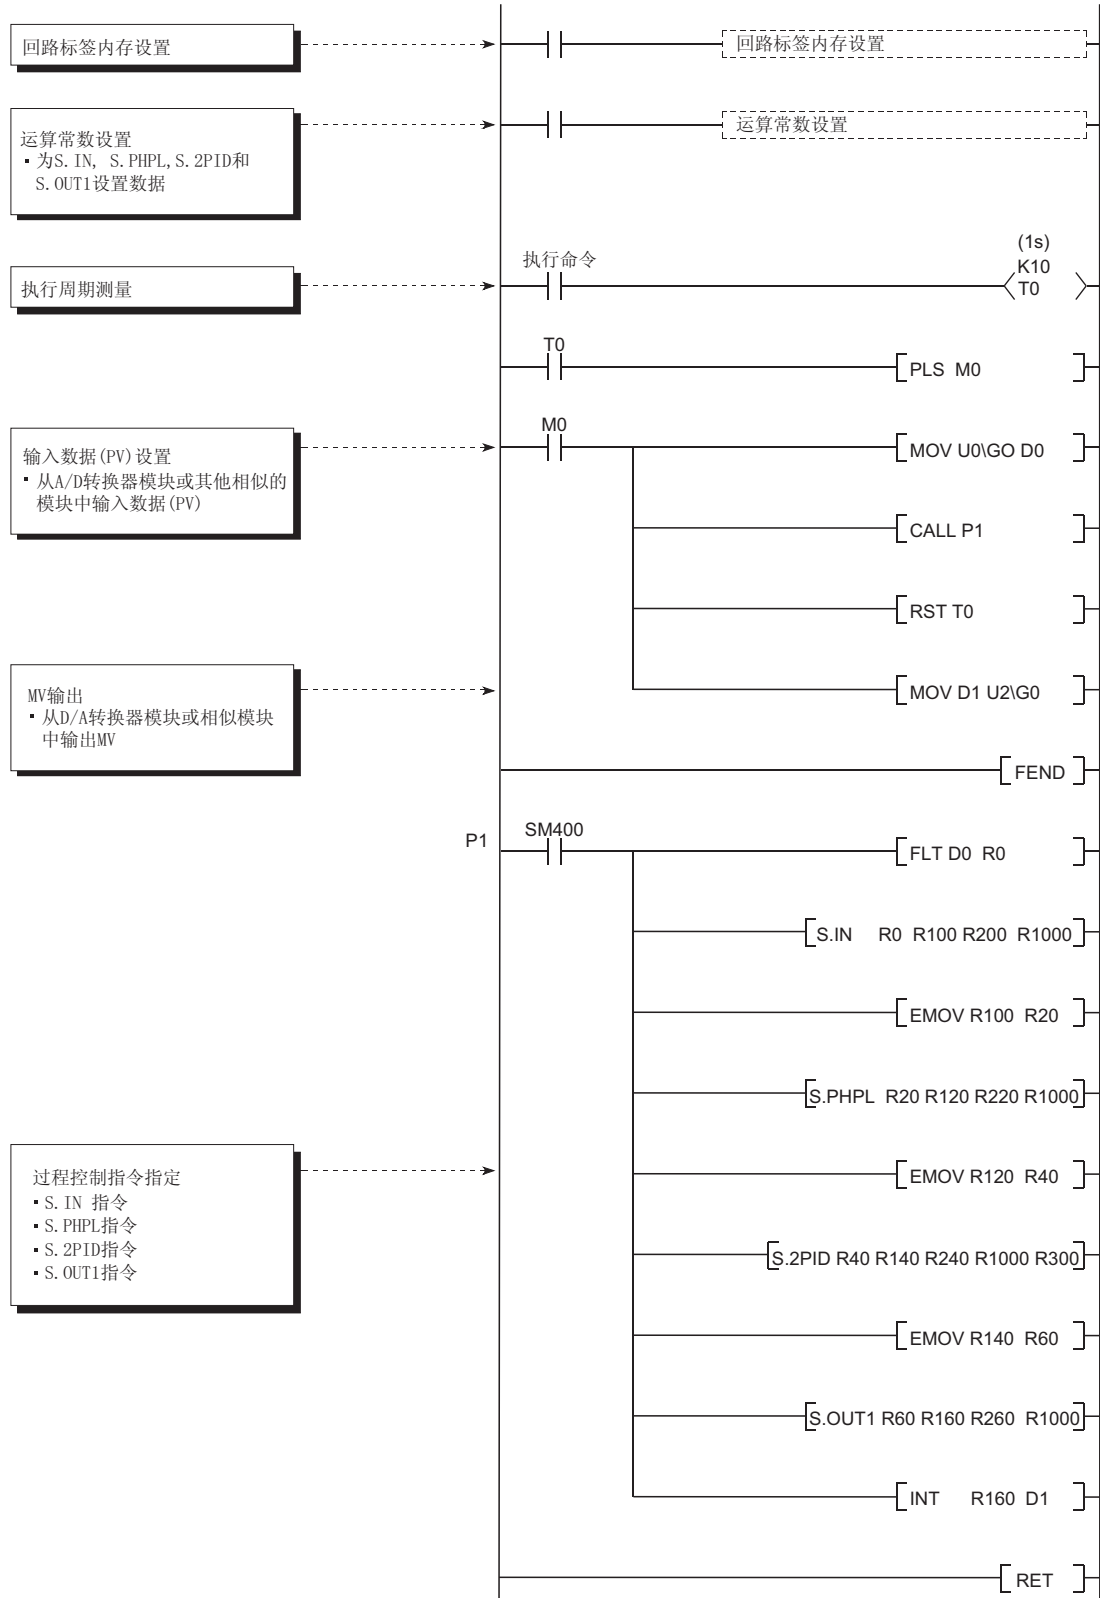 回路标签内存设置
回路标签内存设置
运算常数设置
▪ 为S.IN, S.PHPL,S.2PID和
S.OUT1设置数据
运算常数设置
执行周期测量
执行命令
(1s)
K10
T0
T0
PLS M0
输入数据(PV)设置
▪ 从A/D转换器模块或其他相似的
模块中输入数据(PV)
M0
MOV U0\GO D0
CALL P1
RST T0
MV输出
▪ 从D/A转换器模块或相似模块
中输出MV
MOV D1 U2\G0
FEND
P1
SM400
FLT D0 R0
S.IN R0 R100 R200 R1000
EMOV R100 R20
S.PHPL R20 R120 R220 R1000
过程控制指令指定
▪ S.IN 指令
▪ S.PHPL指令
▪ S.2PID指令
▪ S.OUT1指令
EMOV R120 R40
S.2PID R40 R140 R240 R1000 R300
EMOV R140 R60
S.OUT1 R60 R160 R260 R1000
INT R160 D1
RET